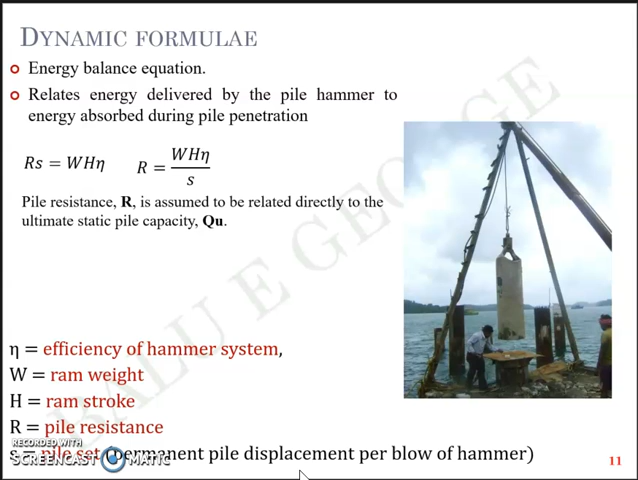 DYNAMIC FORMULAE
Energy balance equation.
Relates energy delivered by the pile hammer to
energy absorbed during pile penetration
Rs = WHη R = WHη / s
Pile resistance, R, is assumed to be related directly to the
ultimate static pile capacity, Qu.
BALU E GEORGE
η = efficiency of hammer system,
W = ram weight
H = ram stroke
R = pile resistance
RECORDED WITH
s = pile set (permanent pile displacement per blow of hammer)
SCREENCAST MATIC
11